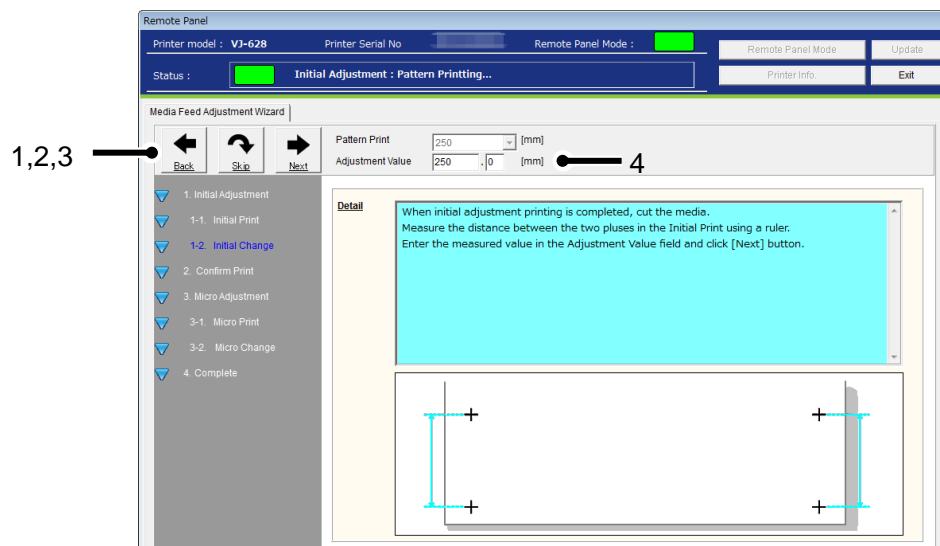 Remote Panel
Printer model : VJ-628 Printer Serial No Remote Panel Mode : Remote Panel Mode Update
Status : Initial Adjustment : Pattern Printting... Printer Info. Exit
Media Feed Adjustment Wizard
1,2,3
Back Skip Next
Pattern Print 250 [mm]
Adjustment Value 250 . 0 [mm] 4
1. Initial Adjustment
1-1. Initial Print
1-2. Initial Change
2. Confirm Print
3. Micro Adjustment
3-1. Micro Print
3-2. Micro Change
4. Complete
Detail
When initial adjustment printing is completed, cut the media.
Measure the distance between the two pluses in the Initial Print using a ruler.
Enter the measured value in the Adjustment Value field and click [Next] button.